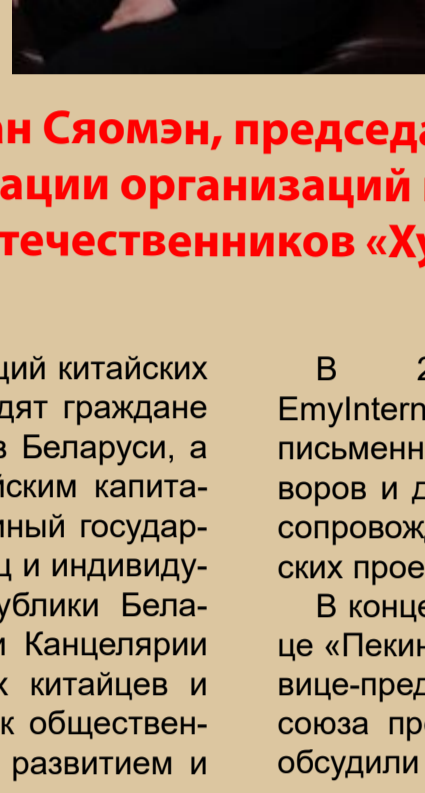 ан Сяомэн, председа
ации организаций
течественников «Ху
ций китайских
дят граждане
в Беларуси, а
йским капита-
иный государ-
ц и индивиду-
ублики Бела-
и Канцелярии
х китайцев и
к обществен-
развитием и
В 2
EmyIntern
письменн
воров и д
сопровож
ских прое
В конце
це «Пекин
вице-пред
союза пр
обсудили